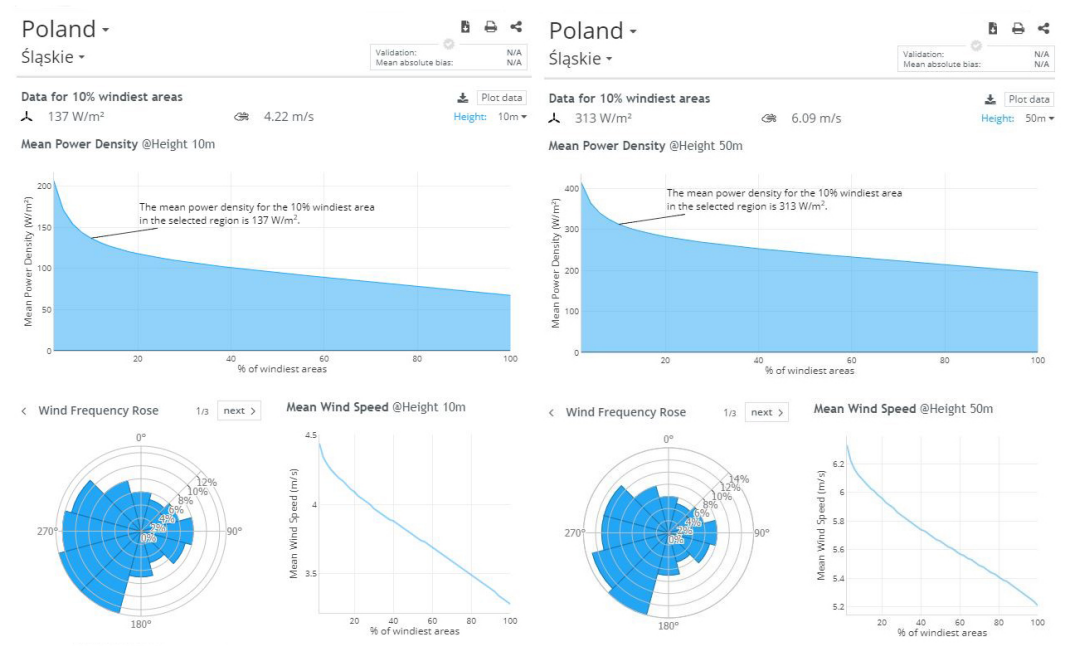 Poland
Śląskie
Validation: N/A
Mean absolute bias: N/A
Data for 10% windiest areas
Plot data
137 W/m²
4.22 m/s
Height: 10m
Mean Power Density @Height 10m
Mean Power Density (W/m²)
200
150
100
50
0
The mean power density for the 10% windiest area
in the selected region is 137 W/m².
20 40 60 80 100
% of windiest areas
< Wind Frequency Rose 1/3 next >
0°
90°
180°
270°
12%
10%
8%
6%
4%
2%
0%
Mean Wind Speed @Height 10m
Mean Wind Speed (m/s)
4.5
4
3.5
20 40 60 80 100
% of windiest areas
Poland
Śląskie
Validation: N/A
Mean absolute bias: N/A
Data for 10% windiest areas
Plot data
313 W/m²
6.09 m/s
Height: 50m
Mean Power Density @Height 50m
Mean Power Density (W/m²)
400
300
200
100
0
The mean power density for the 10% windiest area
in the selected region is 313 W/m².
20 40 60 80 100
% of windiest areas
< Wind Frequency Rose 1/3 next >
0°
90°
180°
270°
14%
12%
10%
8%
6%
4%
2%
0%
Mean Wind Speed @Height 50m
Mean Wind Speed (m/s)
6.2
6
5.8
5.6
5.4
5.2
20 40 60 80 100
% of windiest areas